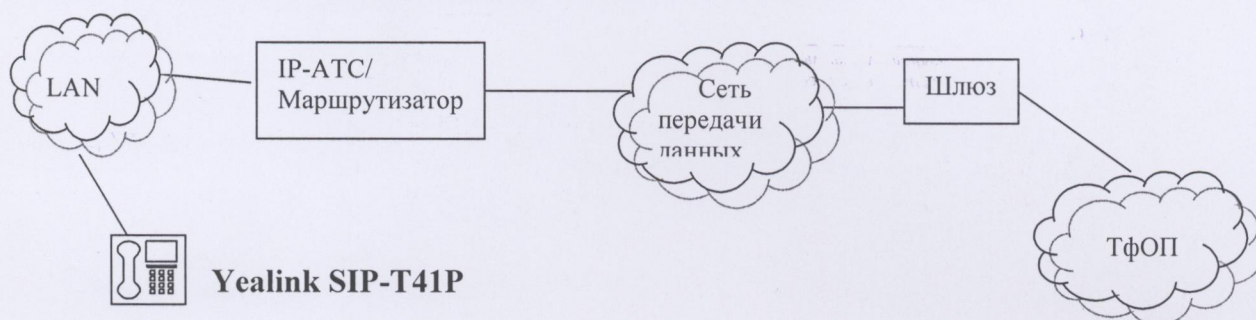 LAN
IP-АТС/
Маршрутизатор
Сеть
передачи
данных
Шлюз
ТфОП
Yealink SIP-T41P